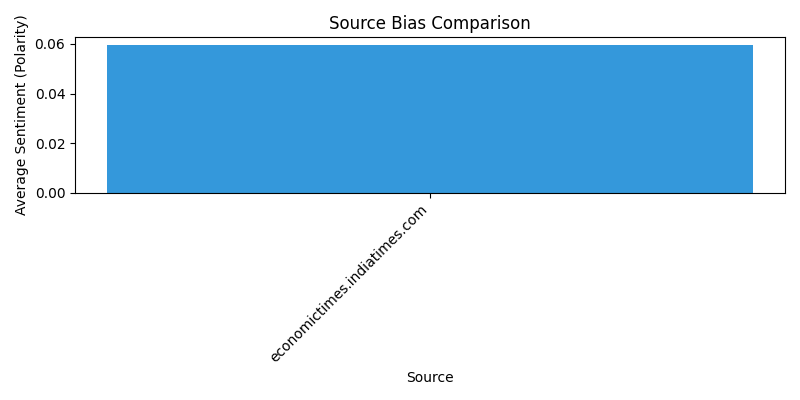 Source Bias Comparison
Average Sentiment (Polarity)
0.06
0.04
0.02
0.00
economictimes.indiatimes.com
Source